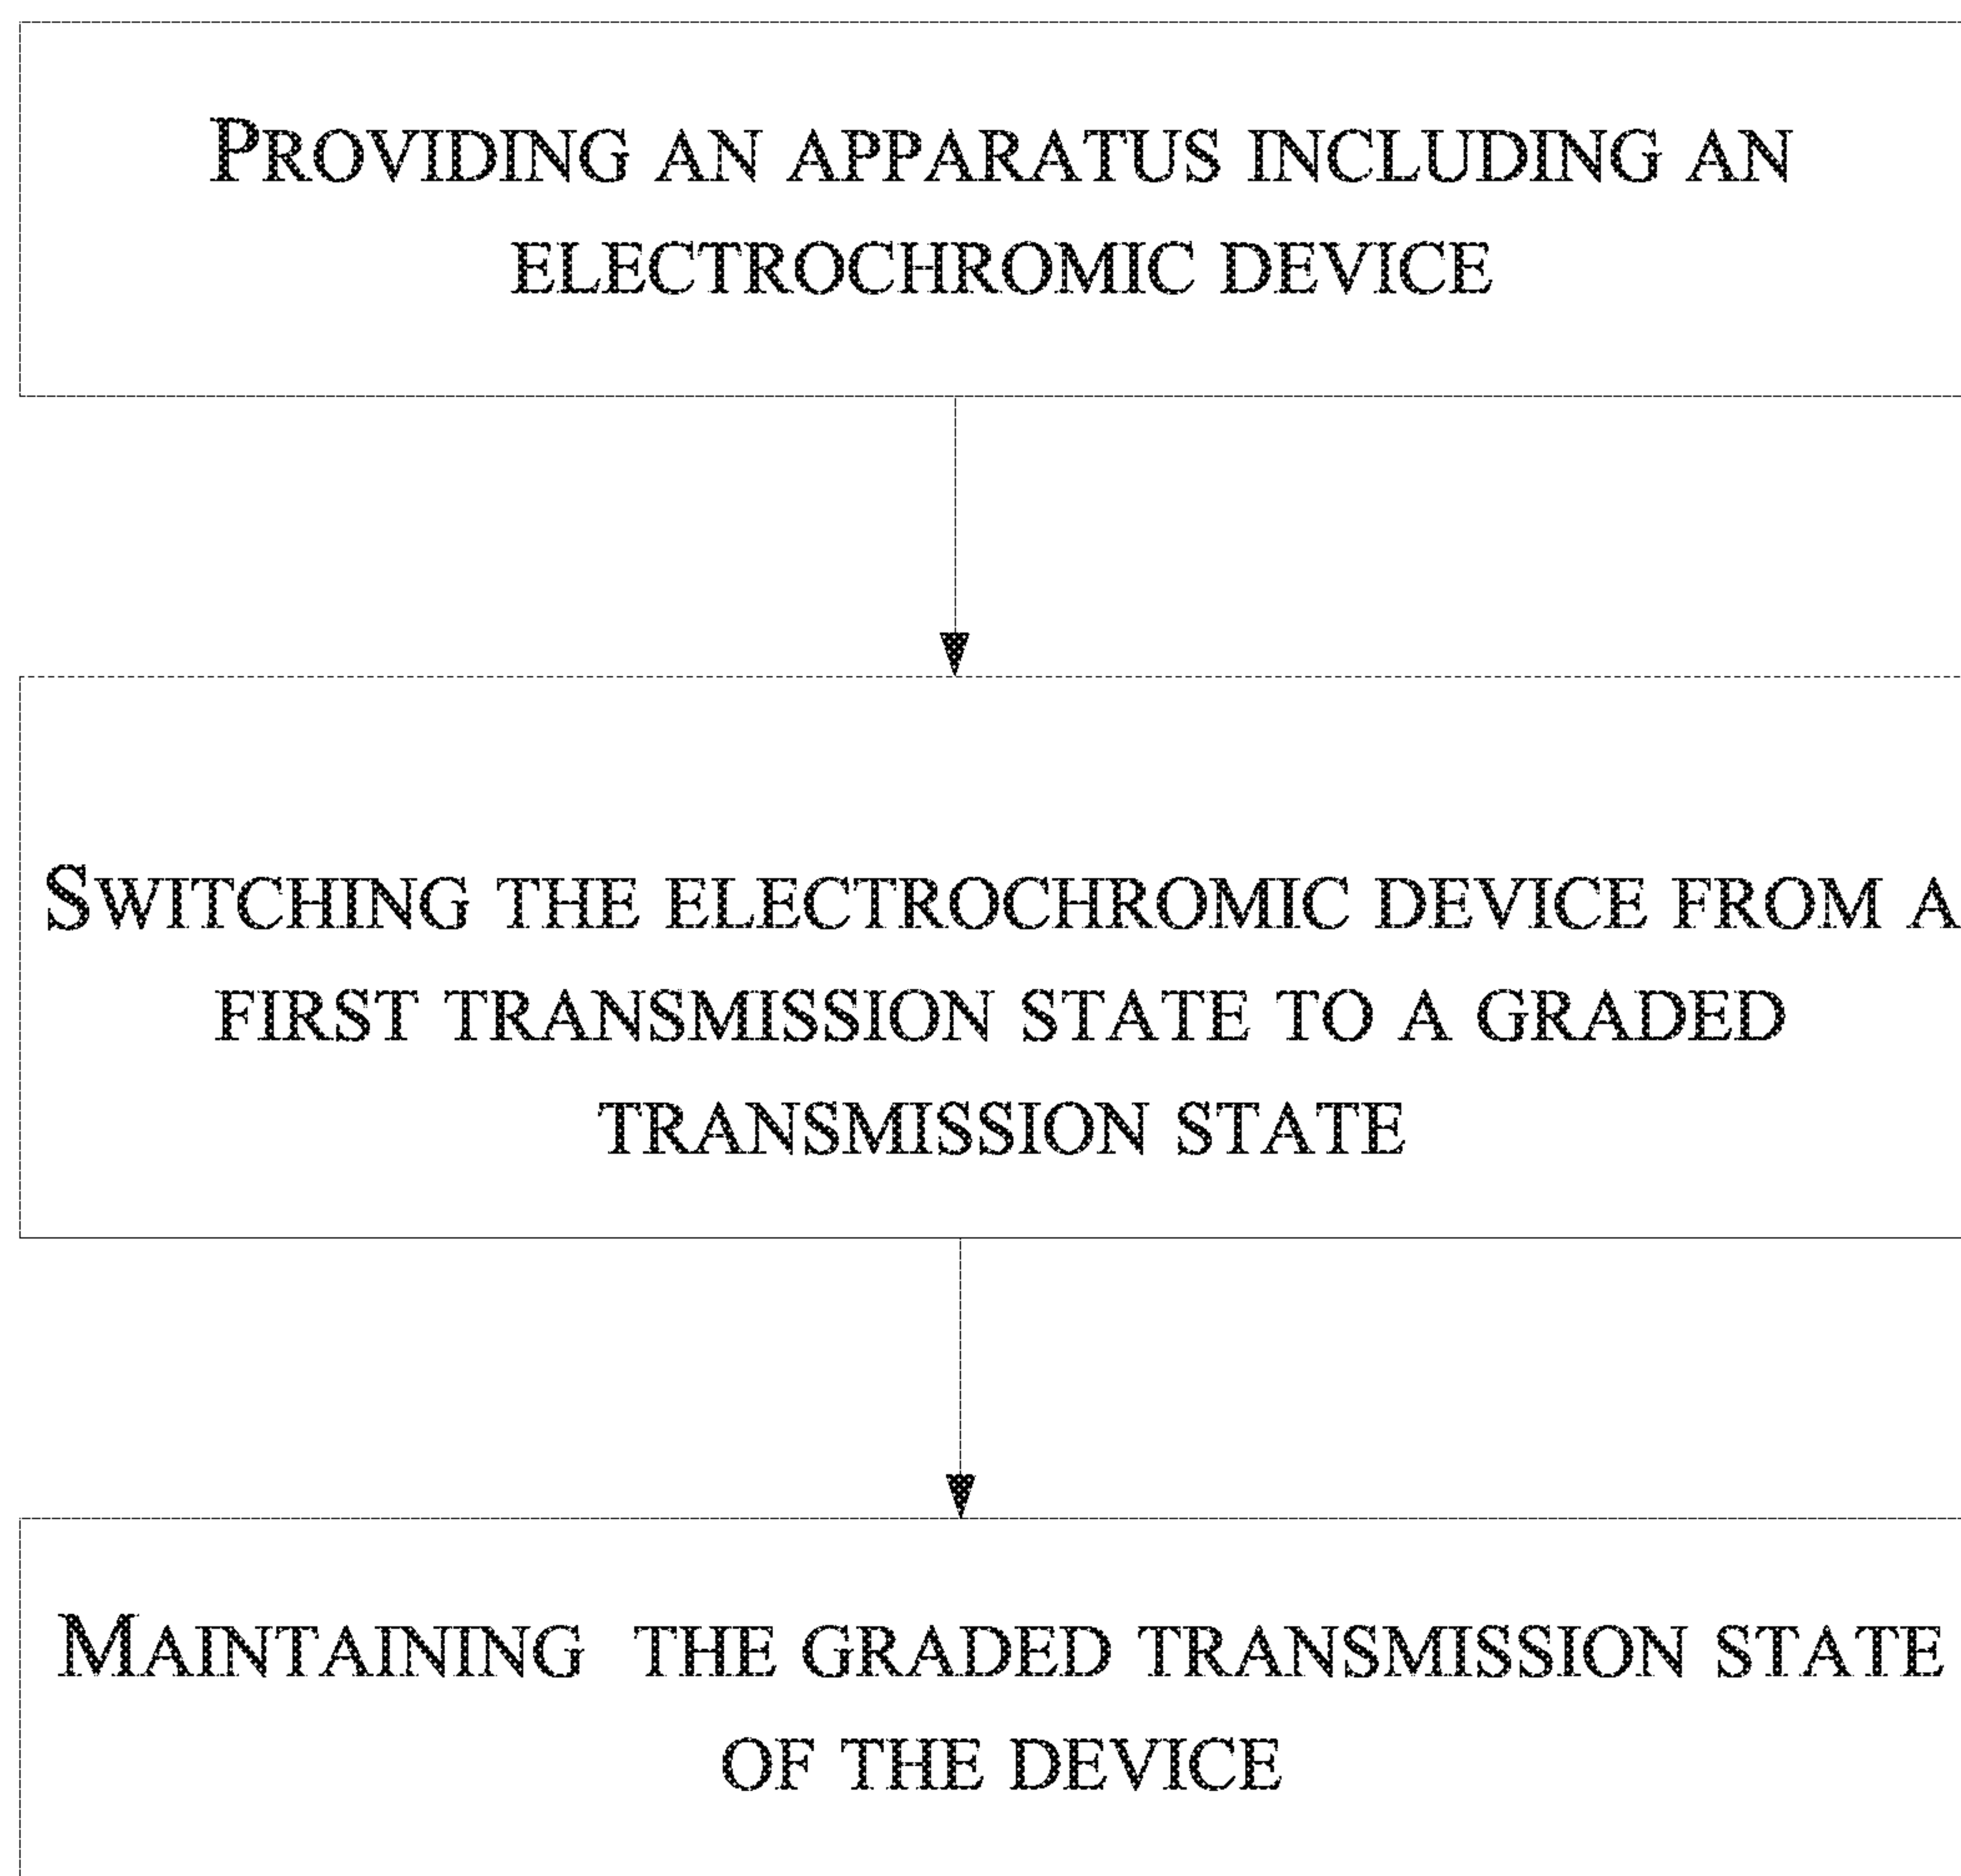 PROVIDING AN APPARATUS INCLUDING AN
ELECTROCHROMIC DEVICE
SWITCHING THE ELECTROCHROMIC DEVICE FROM A
FIRST TRANSMISSION STATE TO A GRADED
TRANSMISSION STATE
MAINTAINING THE GRADED TRANSMISSION STATE
OF THE DEVICE